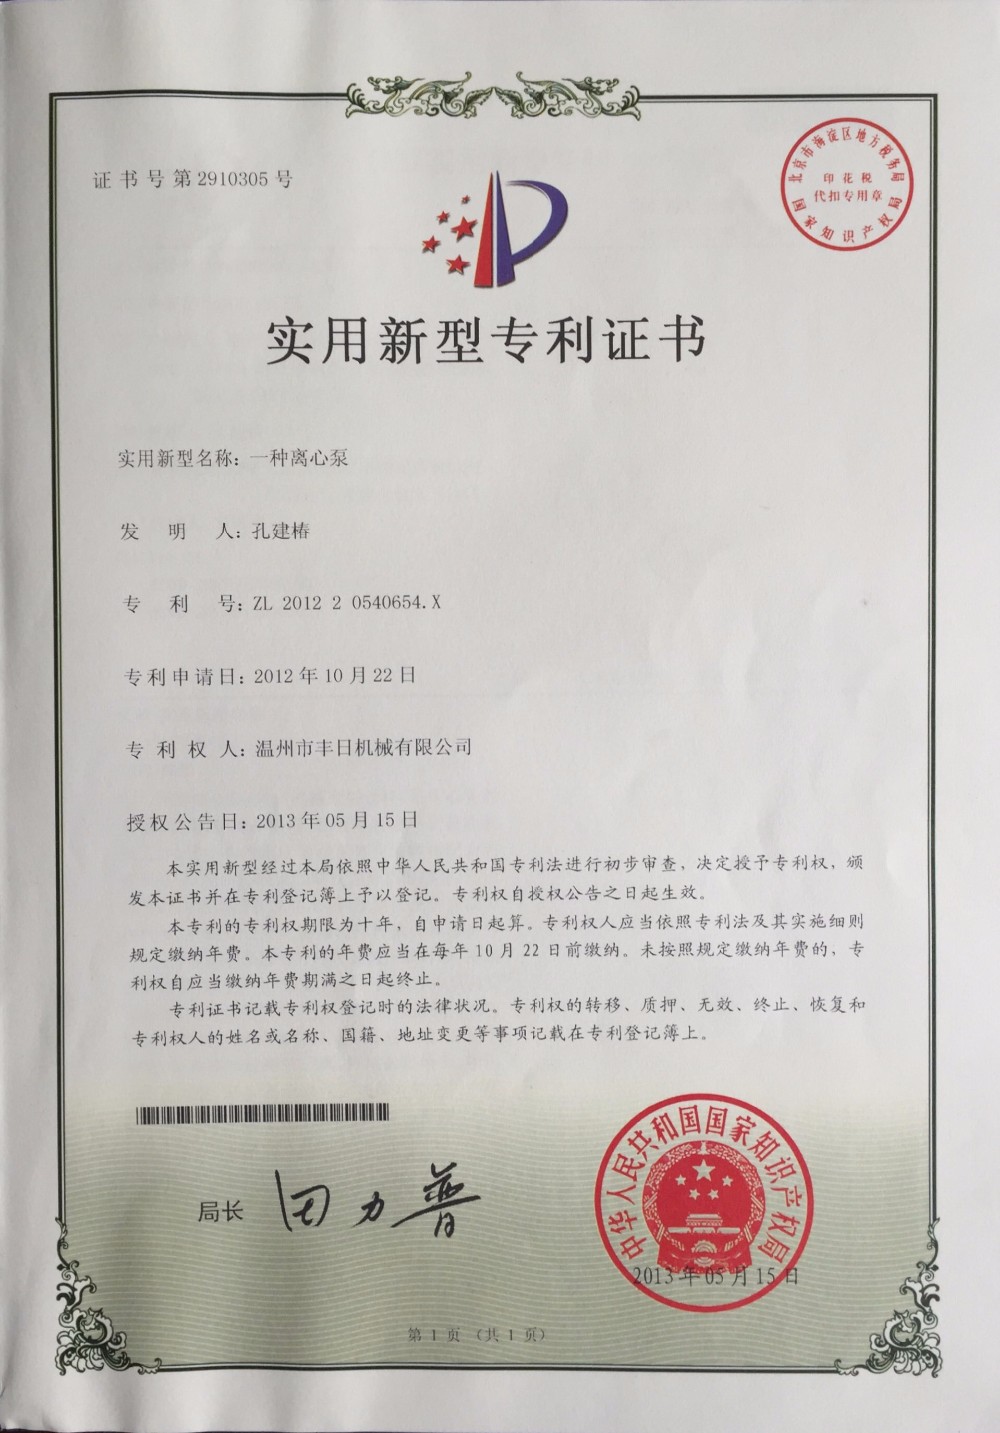 证书号第2910305号
北京市海淀区地方税务局
印花税
代扣专用章
国家知识产权局
实用新型专利证书
实用新型名称：一种离心泵
发明人：孔建椿
专利号：ZL 2012 2 0540654.X
专利申请日：2012年10月22日
专利权人：温州市丰日机械有限公司
授权公告日：2013年05月15日
本实用新型经过本局依照中华人民共和国专利法进行初步审查，决定授予专利权，颁
发本证书并在专利登记簿上予以登记。专利权自授权公告之日起生效。
本专利的专利权期限为十年，自申请日起算。专利权人应当依照专利法及其实施细则
规定缴纳年费。本专利的年费应当在每年10月22日前缴纳。未按照规定缴纳年费的，专
利权自应当缴纳年费期满之日起终止。
专利证书记载专利权登记时的法律状况。专利权的转移、质押、无效、终止、恢复和
专利权人的姓名或名称、国籍、地址变更等事项记载在专利登记簿上。
局长 田力普
中华人民共和国国家知识产权局
2013年05月15日
第1页（共1页）